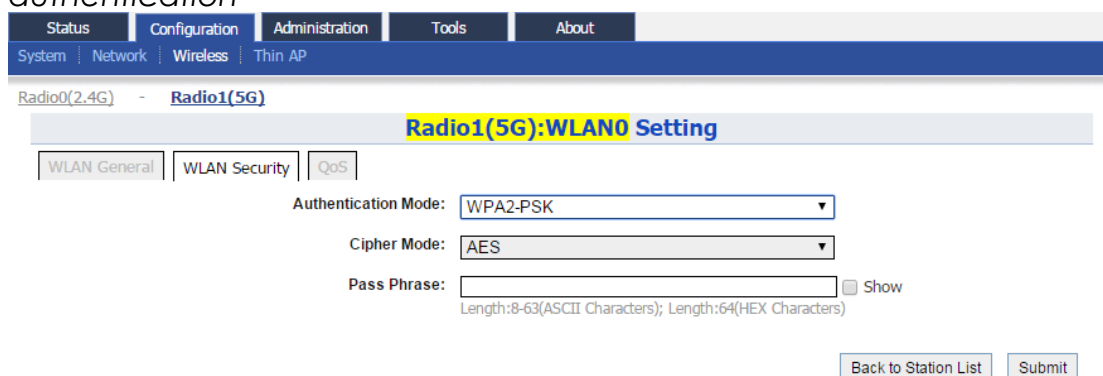 authentication
Status Configuration Administration Tools About
System Network Wireless Thin AP
Radio0(2.4G) - Radio1(5G)
Radio1(5G):WLAN0 Setting
WLAN General WLAN Security QoS
Authentication Mode: WPA2-PSK
Cipher Mode: AES
Pass Phrase: Show
Length:8-63(ASCII Characters); Length:64(HEX Characters)
Back to Station List Submit